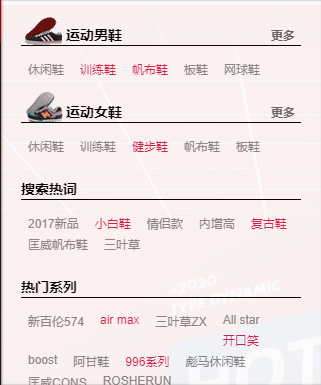 运动男鞋 更多
休闲鞋 训练鞋 帆布鞋 板鞋 网球鞋
运动女鞋 更多
休闲鞋 训练鞋 健步鞋 帆布鞋 板鞋
搜索热词
2017新品 小白鞋 情侣款 内增高 复古鞋
匡威帆布鞋 三叶草
+2020
TYPE DYNAMIC
热门系列
新百伦574 air max 三叶草ZX All star
开口笑
boost 阿甘鞋 996系列 彪马休闲鞋
HOT
匡威CONS ROSHERUN